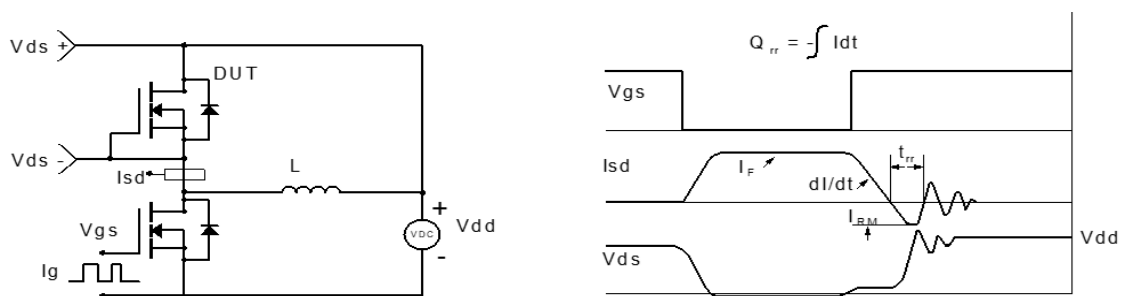 Vds +
DUT
Vds -
Isd
L
Vgs
Ig
+
VDC
-
Vdd
Q rr = -∫ Idt
Vgs
Isd
I F
dI/dt
t rr
I RM
Vds
Vdd